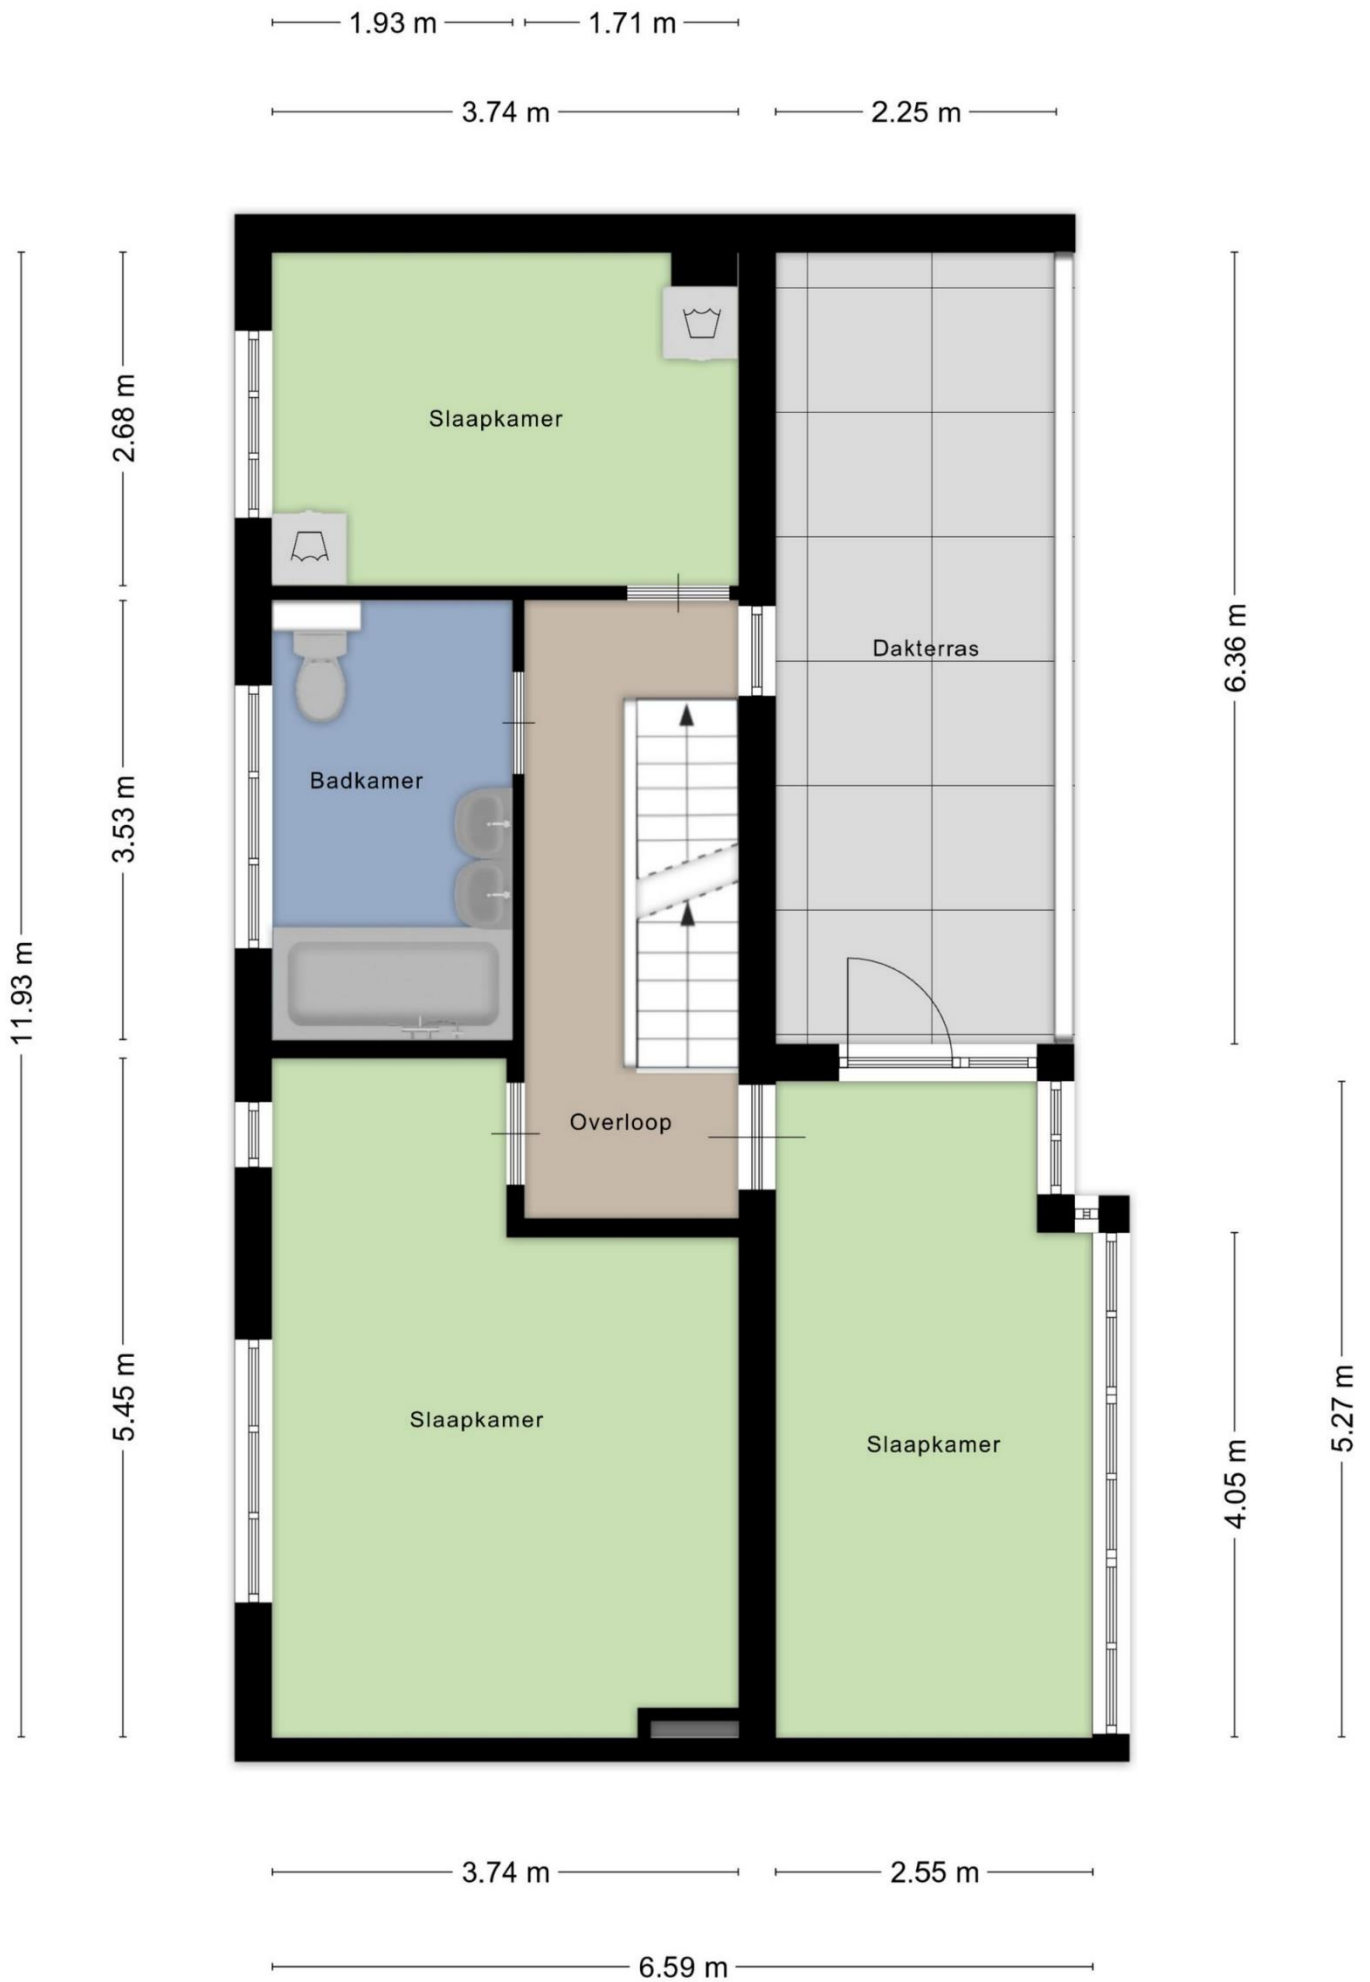 1.93 m
1.71 m
3.74 m
2.25 m
Slaapkamer
2.68 m
6.36 m
Dakterras
Badkamer
3.53 m
11.93 m
Overloop
5.45 m
Slaapkamer
Slaapkamer
4.05 m
5.27 m
3.74 m
2.55 m
6.59 m